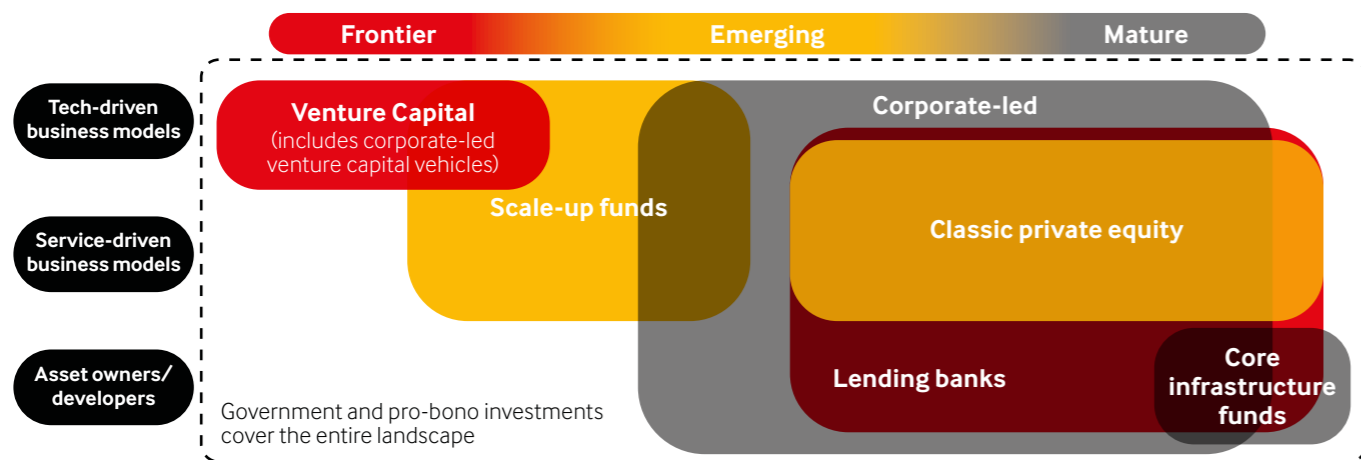 Frontier
Emerging
Mature
Tech-driven
business models
Venture Capital
(includes corporate-led
venture capital vehicles)
Corporate-led
Scale-up funds
Service-driven
business models
Classic private equity
Asset owners/
developers
Lending banks
Core
infrastructure
funds
Government and pro-bono investments
cover the entire landscape